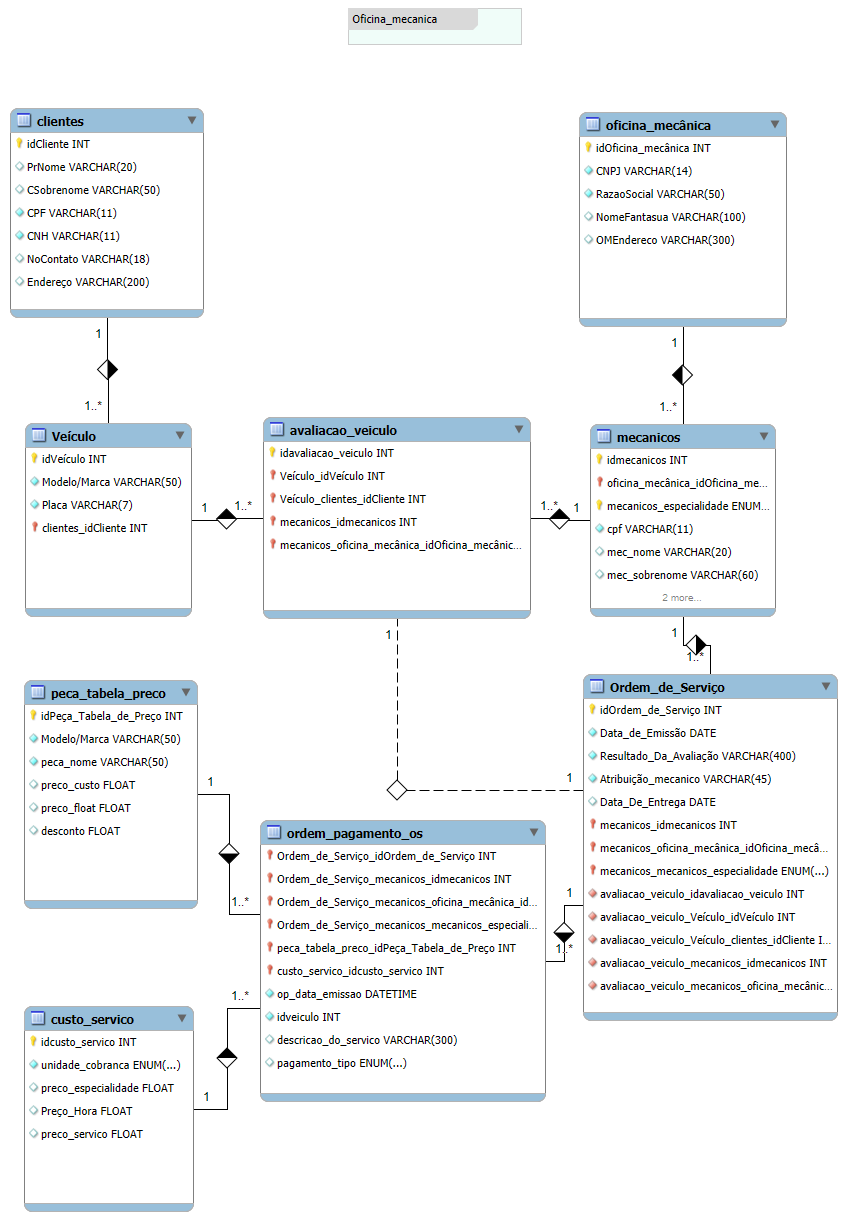 Oficina_mecanica
clientes
idCliente INT
PrNome VARCHAR(20)
CSobrenome VARCHAR(50)
CPF VARCHAR(11)
CNH VARCHAR(11)
NoContato VARCHAR(18)
Endereço VARCHAR(200)
oficina_mecânica
idOficina_mecânica INT
CNPJ VARCHAR(14)
RazaoSocial VARCHAR(50)
NomeFantasua VARCHAR(100)
OMEndereco VARCHAR(300)
1
1..*
1
1..*
Veículo
idVeículo INT
Modelo/Marca VARCHAR(50)
Placa VARCHAR(7)
clientes_idCliente INT
1
1..*
avaliacao_veiculo
idavaliacao_veiculo INT
Veículo_idVeículo INT
Veículo_clientes_idCliente INT
mecanicos_idmecanicos INT
mecanicos_oficina_mecânica_idOficina_mecânic...
1..*
1
mecanicos
idmecanicos INT
oficina_mecânica_idOficina_me...
mecanicos_especialidade ENUM...
cpf VARCHAR(11)
mec_nome VARCHAR(20)
mec_sobrenome VARCHAR(60)
2 more...
1
1
1..*
1
peca_tabela_preco
idPeça_Tabela_de_Preço INT
Modelo/Marca VARCHAR(50)
peca_nome VARCHAR(50)
preco_custo FLOAT
preco_float FLOAT
desconto FLOAT
1
1..*
Ordem_de_Serviço
idOrdem_de_Serviço INT
Data_de_Emissão DATE
Resultado_Da_Avaliação VARCHAR(400)
Atribuição_mecanico VARCHAR(45)
Data_De_Entrega DATE
mecanicos_idmecanicos INT
mecanicos_oficina_mecânica_idOficina_mecâ...
mecanicos_mecanicos_especialidade ENUM(...)
avaliacao_veiculo_idavaliacao_veiculo INT
avaliacao_veiculo_Veículo_idVeículo INT
avaliacao_veiculo_Veículo_clientes_idCliente I...
avaliacao_veiculo_mecanicos_idmecanicos INT
avaliacao_veiculo_mecanicos_oficina_mecânic...
ordem_pagamento_os
Ordem_de_Serviço_idOrdem_de_Serviço INT
Ordem_de_Serviço_mecanicos_idmecanicos INT
Ordem_de_Serviço_mecanicos_oficina_mecânica_id...
Ordem_de_Serviço_mecanicos_mecanicos_especiali...
peca_tabela_preco_idPeça_Tabela_de_Preço INT
custo_servico_idcusto_servico INT
op_data_emissao DATETIME
idveiculo INT
descricao_do_servico VARCHAR(300)
pagamento_tipo ENUM(...)
1
1..*
1..*
1
custo_servico
idcusto_servico INT
unidade_cobranca ENUM(...)
preco_especialidade FLOAT
Preço_Hora FLOAT
preco_servico FLOAT